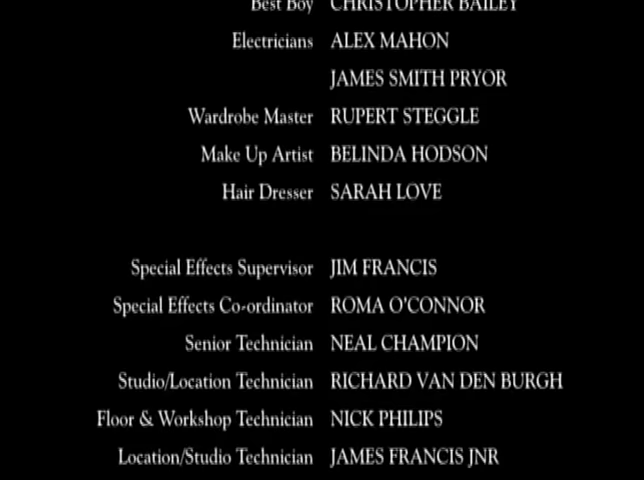 Best Boy CHRISTOPHER BAILEY
Electricians ALEX MAHON
JAMES SMITH PRYOR
Wardrobe Master RUPERT STEGGLE
Make Up Artist BELINDA HODSON
Hair Dresser SARAH LOVE
Special Effects Supervisor JIM FRANCIS
Special Effects Co-ordinator ROMA O'CONNOR
Senior Technician NEAL CHAMPION
Studio/Location Technician RICHARD VAN DEN BURGH
Floor & Workshop Technician NICK PHILIPS
Location/Studio Technician JAMES FRANCIS JNR